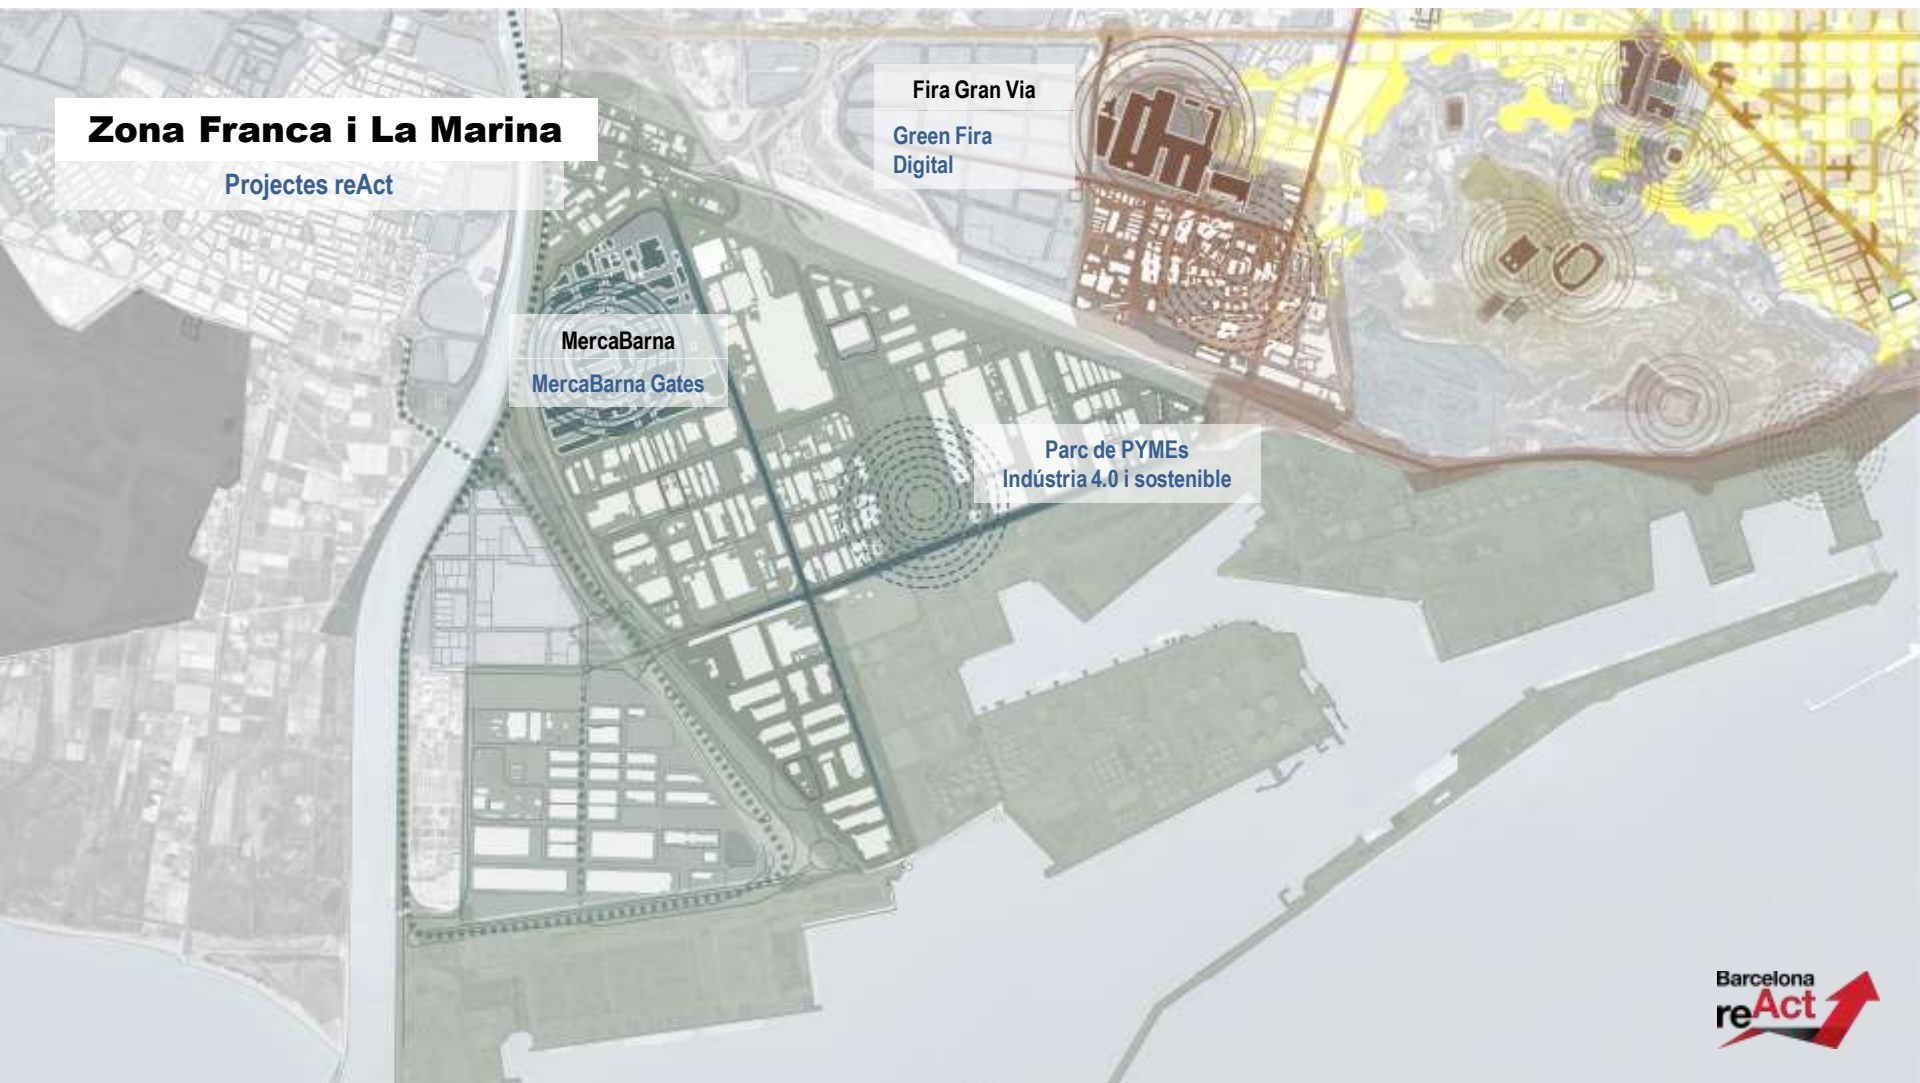 Zona Franca i La Marina
Projectes reAct
Fira Gran Via
Green Fira
Digital
MercaBarna
MercaBarna Gates
Parc de PYMEs
Indústria 4.0 i sostenible
Barcelona
reAct